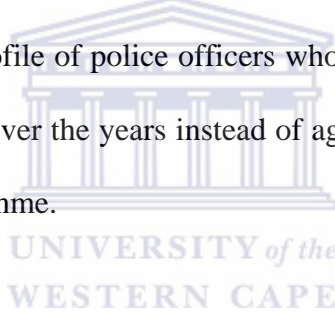 ofile of police officers who
ver the years instead of ag
nme.
UNIVERSITY of the
WESTERN CAPE